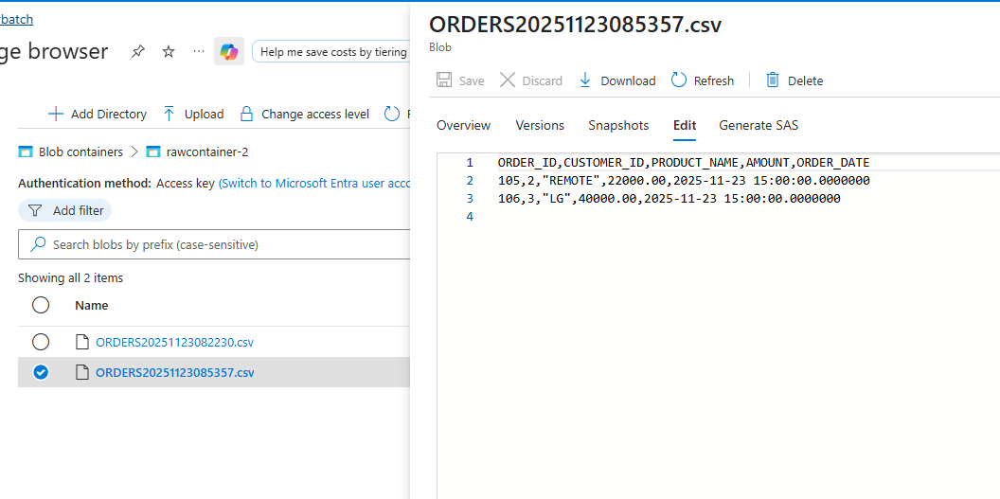 batch
ge browser
Help me save costs by tiering
Add Directory
Upload
Change access level
Blob containers > rawcontainer-2
Authentication method: Access key (Switch to Microsoft Entra user acco
Add filter
Search blobs by prefix (case-sensitive)
Showing all 2 items
Name
ORDERS20251123082230.csv
ORDERS20251123085357.csv
ORDERS20251123085357.csv
Blob
Save
Discard
Download
Refresh
Delete
Overview
Versions
Snapshots
Edit
Generate SAS
1 ORDER_ID,CUSTOMER_ID,PRODUCT_NAME,AMOUNT,ORDER_DATE
2 105,2,"REMOTE",22000.00,2025-11-23 15:00:00.0000000
3 106,3,"LG",40000.00,2025-11-23 15:00:00.0000000
4